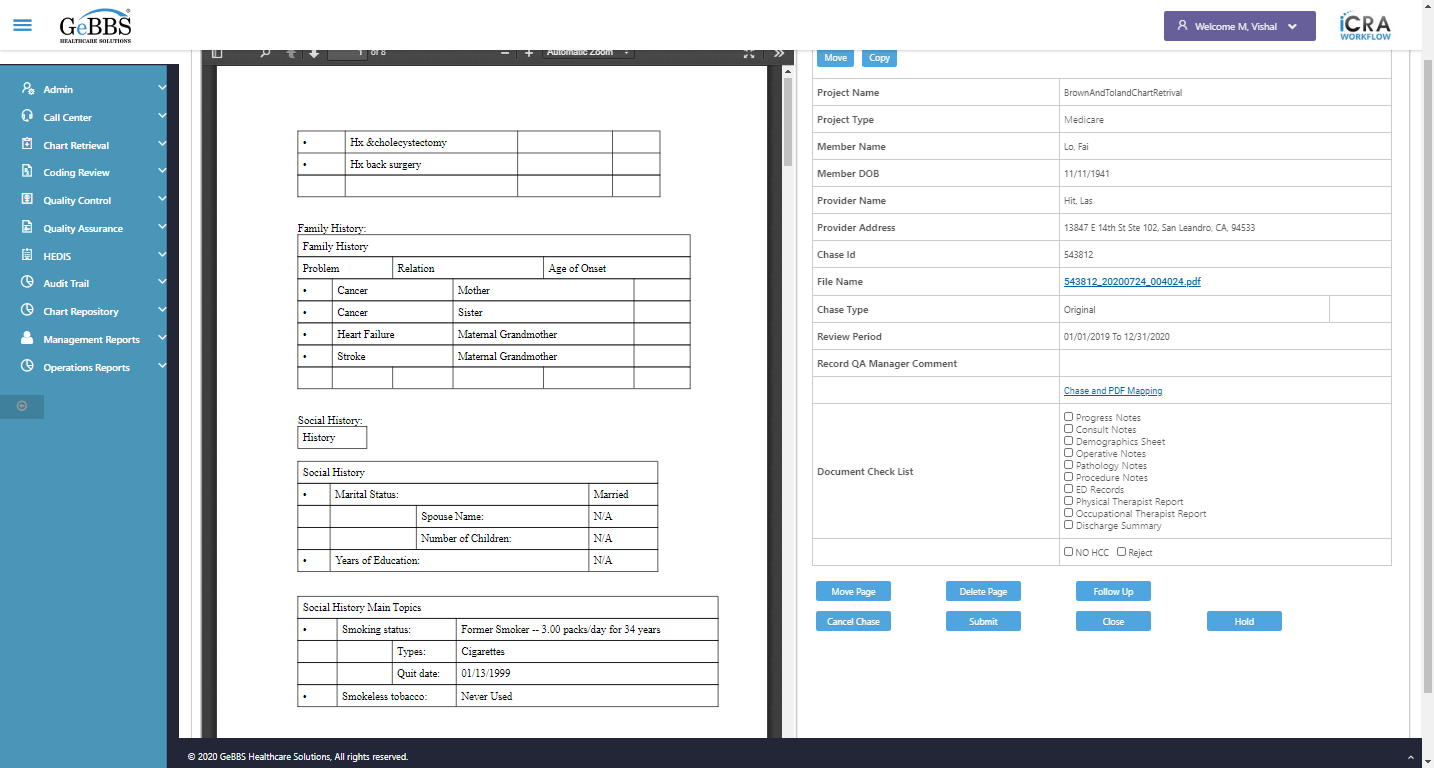 GeBBS
HEALTHCARE SOLUTIONS
Welcome M, Vishal
iCRA
WORKFLOW
1 of 8
Automatic Zoom
Admin
Call Center
Chart Retrieval
Coding Review
Quality Control
Quality Assurance
HEDIS
Audit Trail
Chart Repository
Management Reports
Operations Reports
• Hx &cholecystectomy
• Hx back surgery
Family History:
Family History
Problem Relation Age of Onset
• Cancer Mother
• Cancer Sister
• Heart Failure Maternal Grandmother
• Stroke Maternal Grandmother
Social History:
History
Social History
• Marital Status: Married
Spouse Name: N/A
Number of Children: N/A
• Years of Education: N/A
Social History Main Topics
• Smoking status: Former Smoker -- 3.00 packs/day for 34 years
Types: Cigarettes
Quit date: 01/13/1999
• Smokeless tobacco: Never Used
Move Copy
Project Name BrownAndTolandChartRetrival
Project Type Medicare
Member Name Lo, Fai
Member DOB 11/11/1941
Provider Name Hit, Las
Provider Address 13847 E 14th St Ste 102, San Leandro, CA, 94533
Chase Id 543812
File Name 543812_20200724_004024.pdf
Chase Type Original
Review Period 01/01/2019 To 12/31/2020
Record QA Manager Comment
Chase and PDF Mapping
Document Check List
Progress Notes
Consult Notes
Demographics Sheet
Operative Notes
Pathology Notes
Procedure Notes
ED Records
Physical Therapist Report
Occupational Therapist Report
Discharge Summary
NO HCC Reject
Move Page Delete Page Follow Up
Cancel Chase Submit Close Hold
© 2020 GeBBS Healthcare Solutions, All rights reserved.